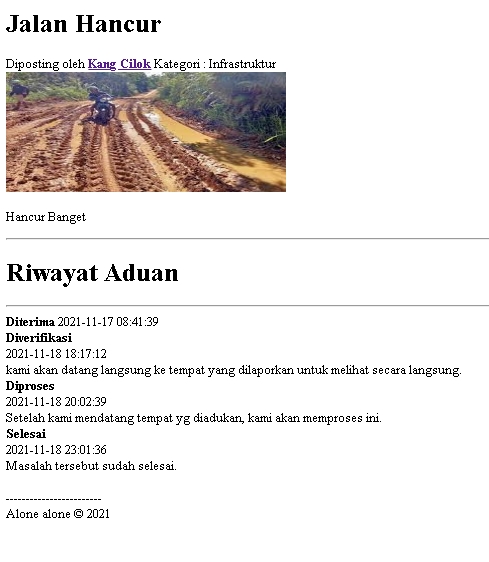 Jalan Hancur
Diposting oleh Kang Cilok Kategori : Infrastruktur
Hancur Banget
Riwayat Aduan
Diterima 2021-11-17 08:41:39
Diverifikasi
2021-11-18 18:17:12
kami akan datang langsung ke tempat yang dilaporkan untuk melihat secara langsung.
Diproses
2021-11-18 20:02:39
Setelah kami mendatang tempat yg diadukan, kami akan memproses ini.
Selesai
2021-11-18 23:01:36
Masalah tersebut sudah selesai.
------------------------
Alone alone © 2021